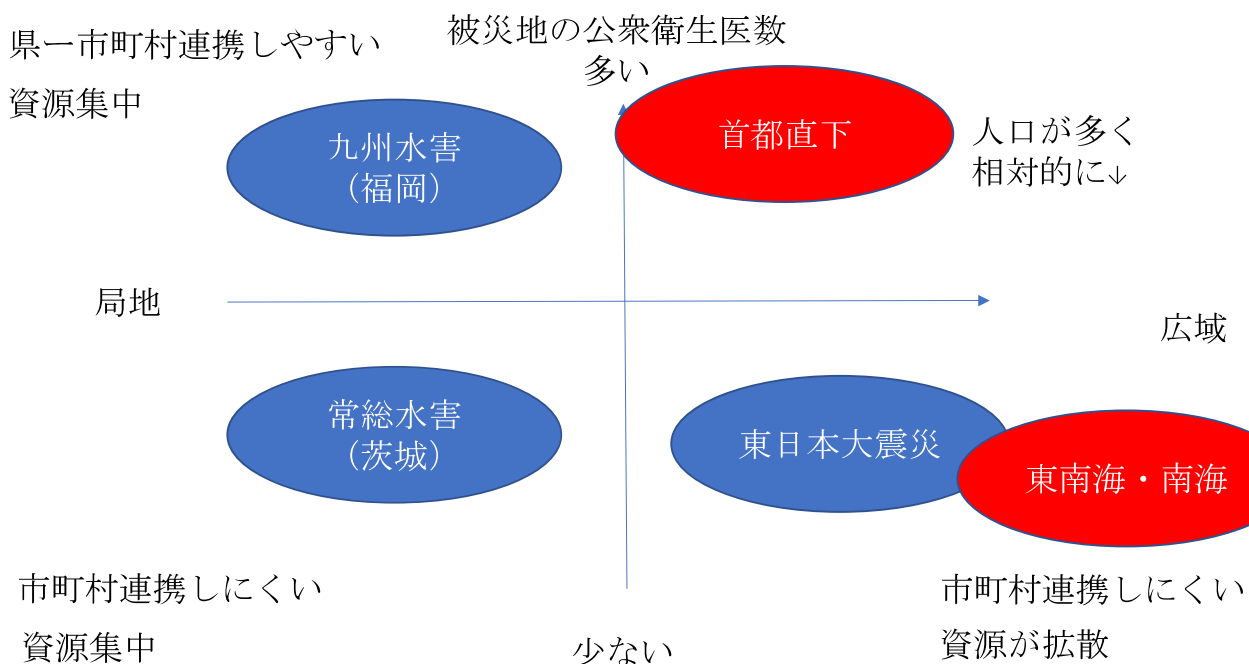 県ー市町村連携しやすい
資源集中
被災地の公衆衛生医数
多い
九州水害
（福岡）
首都直下
人口が多く
相対的に↓
局地
広域
常総水害
（茨城）
東日本大震災
東南海・南海
市町村連携しにくい
資源集中
少ない
市町村連携しにくい
資源が拡散